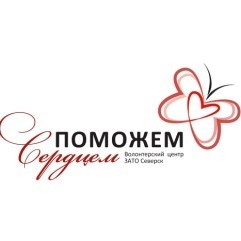 ПОМОЖЕМ
Сердцем
Волонтерский центр
ЗАТО Северск